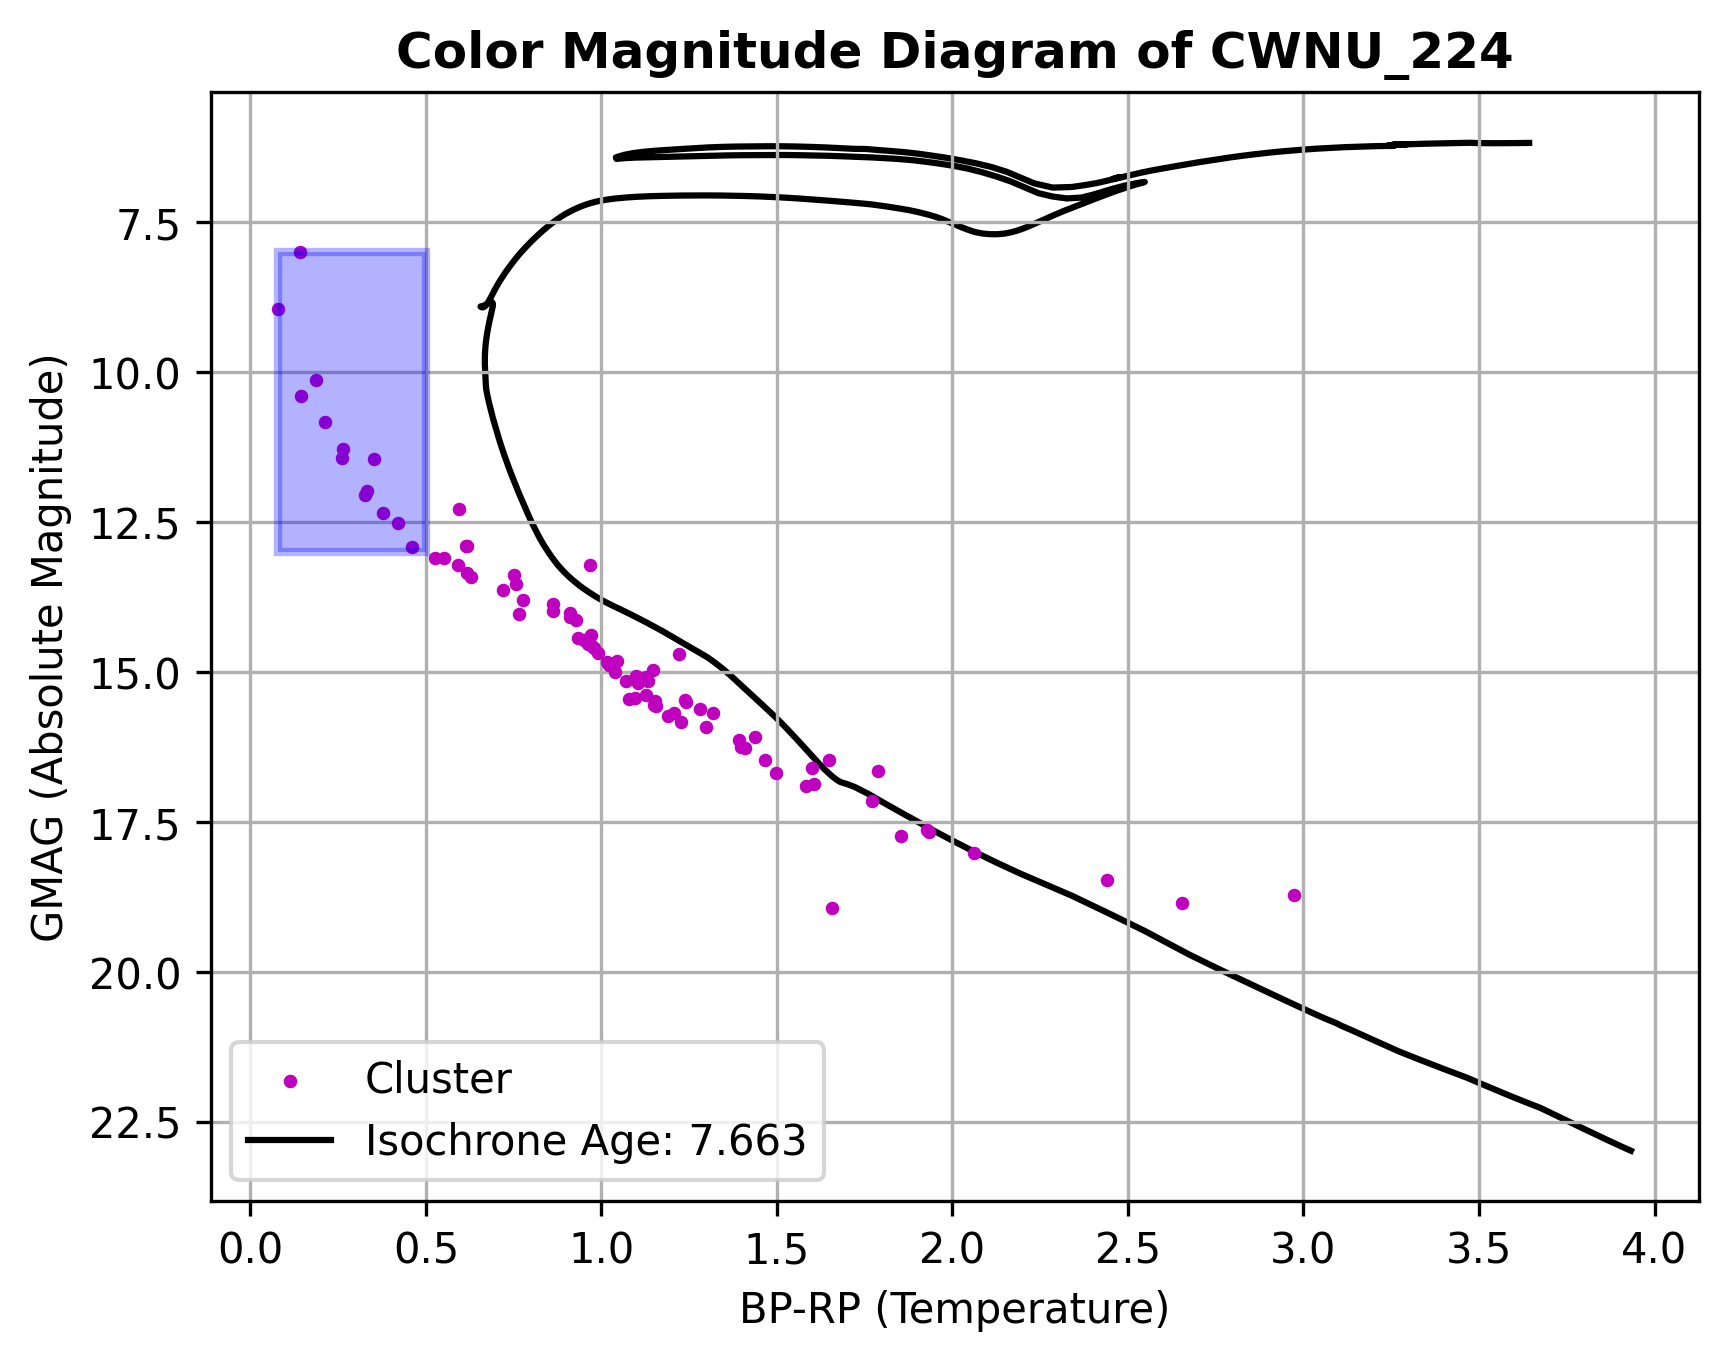 Color Magnitude Diagram of CWNU_224
GMAG (Absolute Magnitude)
7.5
10.0
12.5
15.0
17.5
20.0
22.5
Cluster
Isochrone Age: 7.663
0.0 0.5 1.0 1.5 2.0 2.5 3.0 3.5 4.0
BP-RP (Temperature)